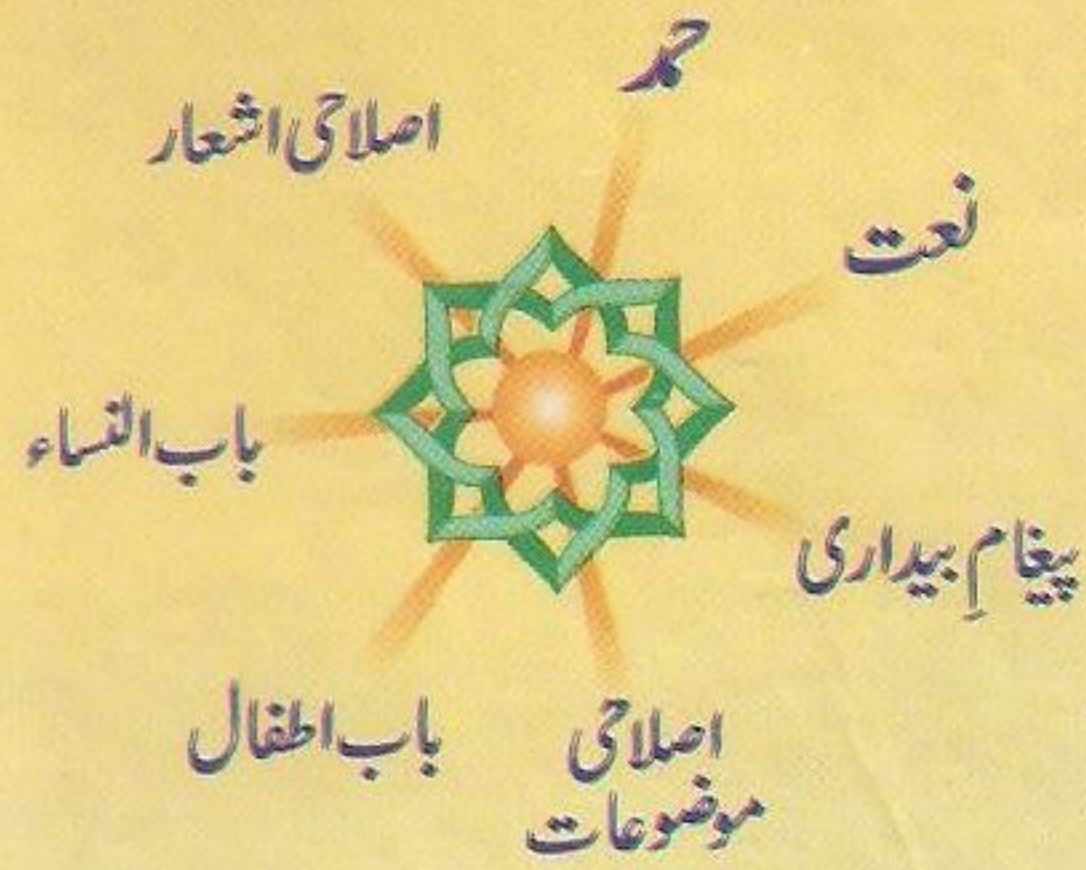 حمد
نعت
پیغامِ بیداری
اصلاحی
موضوعات
باب اطفال
باب النساء
اصلاحی اشعار